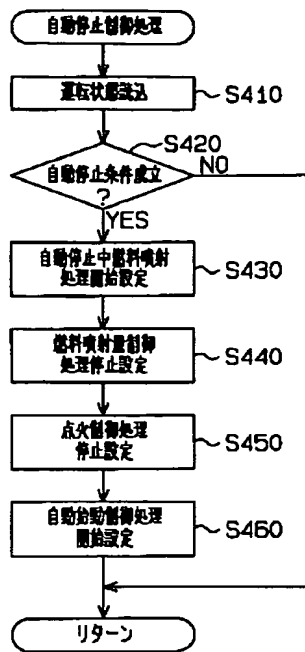 自動停止制御処理
運転状態読込
S410
S420
自動停止条件成立
?
NO
YES
自動停止中燃料噴射
処理開始設定
S430
燃料噴射量制御
処理停止設定
S440
点火制御処理
停止設定
S450
自動始動制御処理
開始設定
S460
リターン